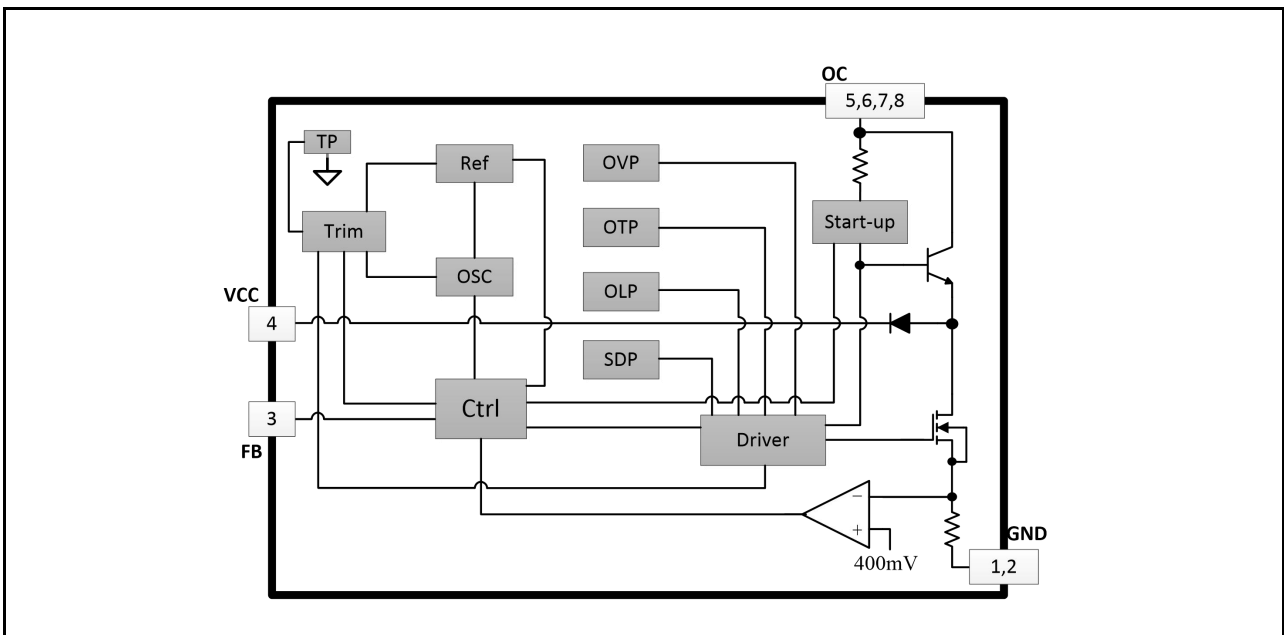 OC
5,6,7,8
TP
Ref
OVP
Trim
OTP
Start-up
OSC
OLP
VCC
4
SDP
Ctrl
3
FB
Driver
−
+
400mV
GND
1,2